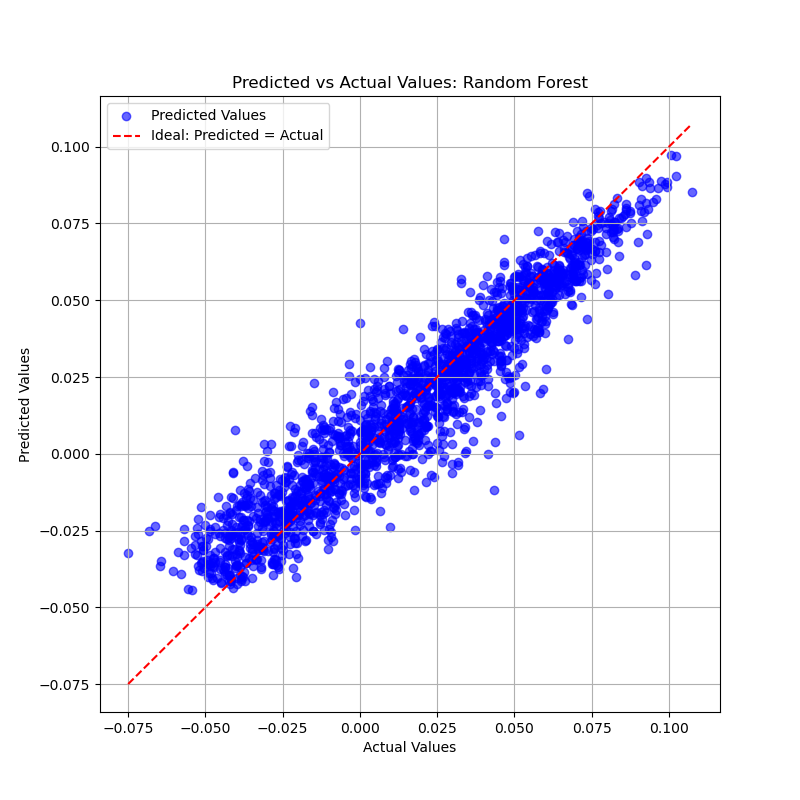 Predicted vs Actual Values: Random Forest
Predicted Values
Ideal: Predicted = Actual
0.100
0.075
0.050
0.025
0.000
−0.025
−0.050
−0.075
Predicted Values
−0.075 −0.050 −0.025 0.000 0.025 0.050 0.075 0.100
Actual Values